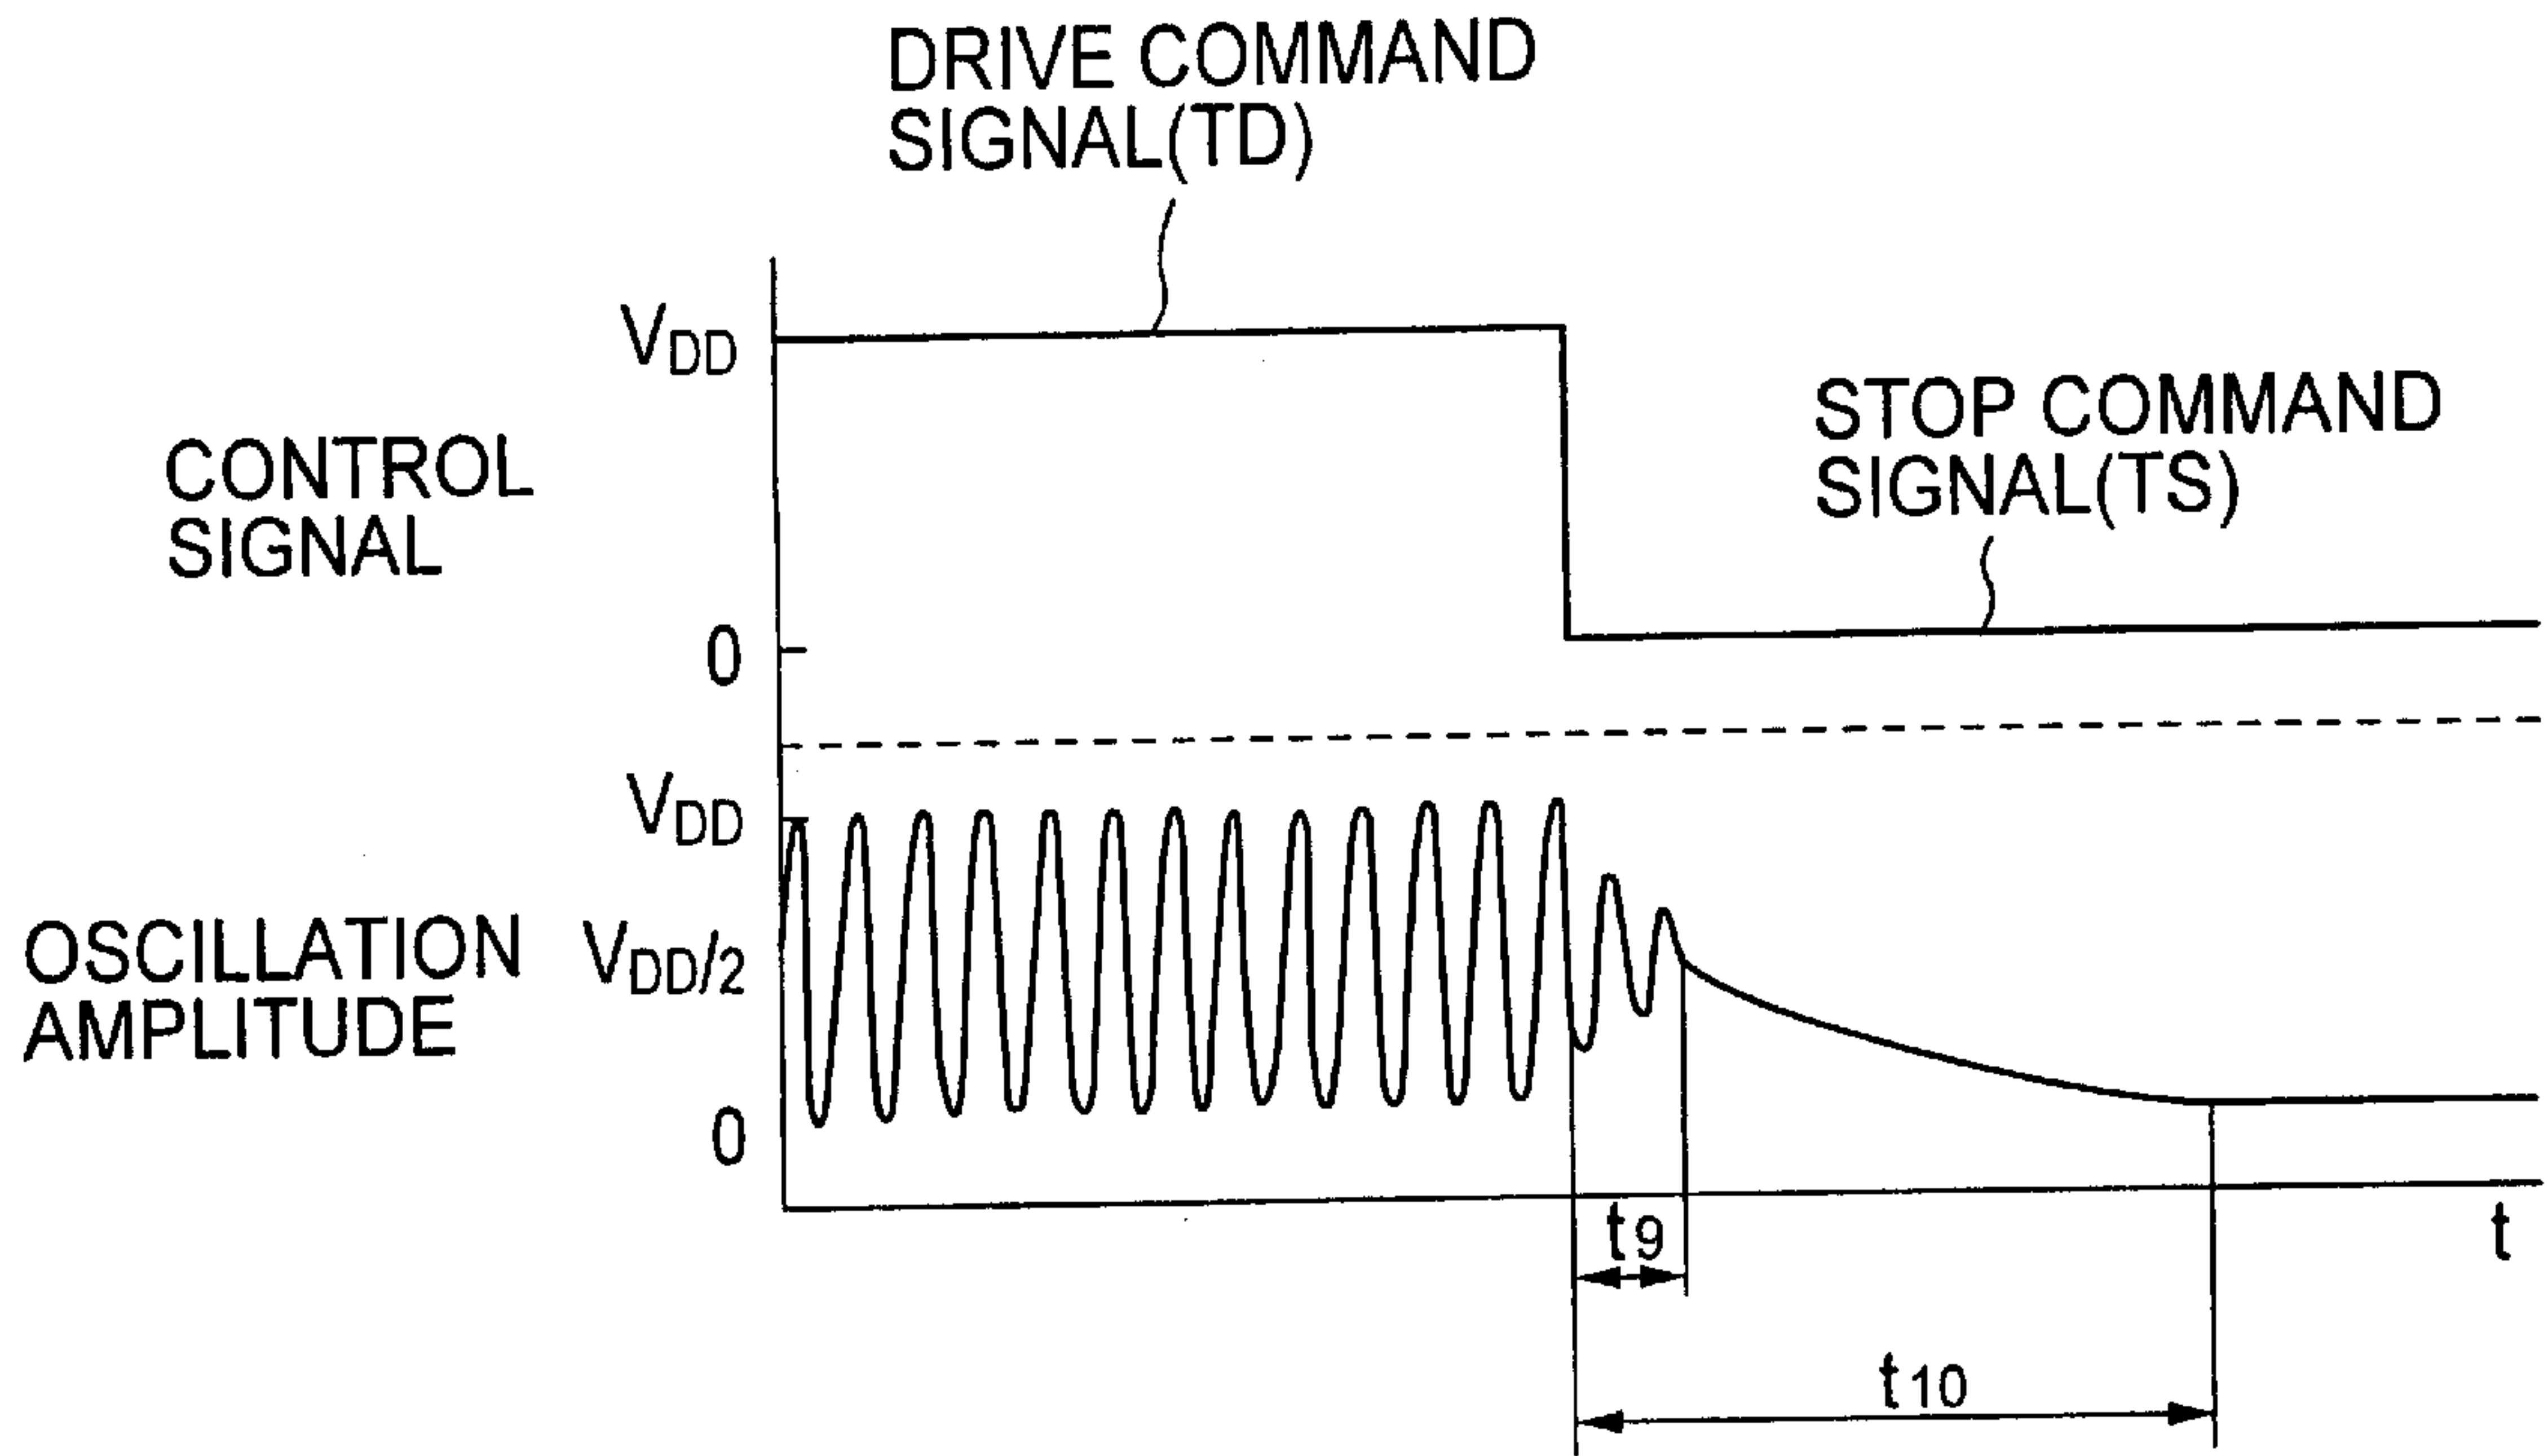 DRIVE COMMAND
SIGNAL(TD)
VDD
STOP COMMAND
SIGNAL(TS)
CONTROL
SIGNAL
0
VDD
OSCILLATION
AMPLITUDE
VDD/2
0
t9
t
t10